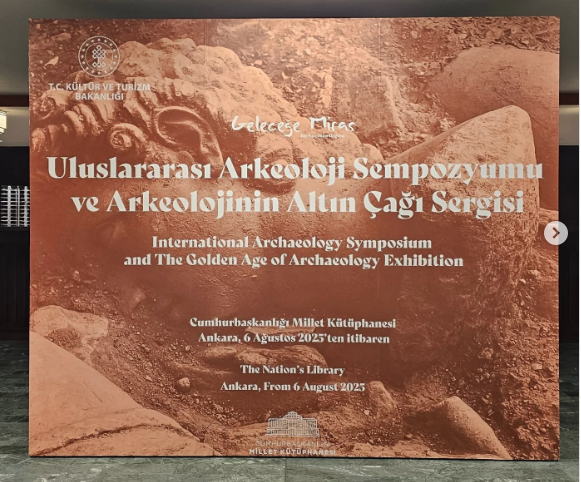 T.C. KÜLTÜR VE TURİZM
BAKANLIĞI
Geleceğe Miras
Uluslararası Arkeoloji Sempozyumu
ve Arkeolojinin Altın Çağı Sergisi
International Archaeology Symposium
and The Golden Age of Archaeology Exhibition
Cumhurbaşkanlığı Millet Kütüphanesi
Ankara, 6 Ağustos 2025'ten itibaren
The Nation's Library
Ankara, From 6 August 2025
CUMHURBAŞKANLIĞI
MİLLET KÜTÜPHANESİ